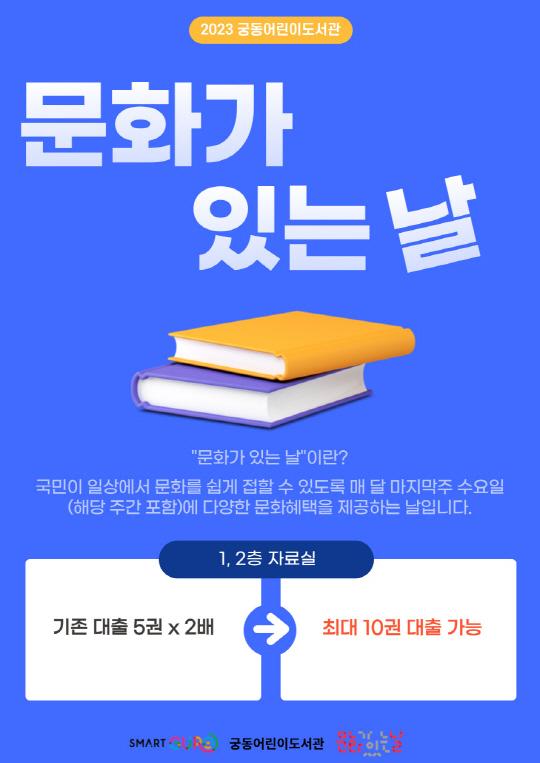 2023 궁동어린이도서관
문화가
있는 날
"문화가 있는 날"이란?
국민이 일상에서 문화를 쉽게 접할 수 있도록 매 달 마지막주 수요일
(해당 주간 포함)에 다양한 문화혜택을 제공하는 날입니다.
1, 2층 자료실
기존 대출 5권 x 2배
최대 10권 대출 가능
SMART GURO 궁동어린이도서관 문화가있는날